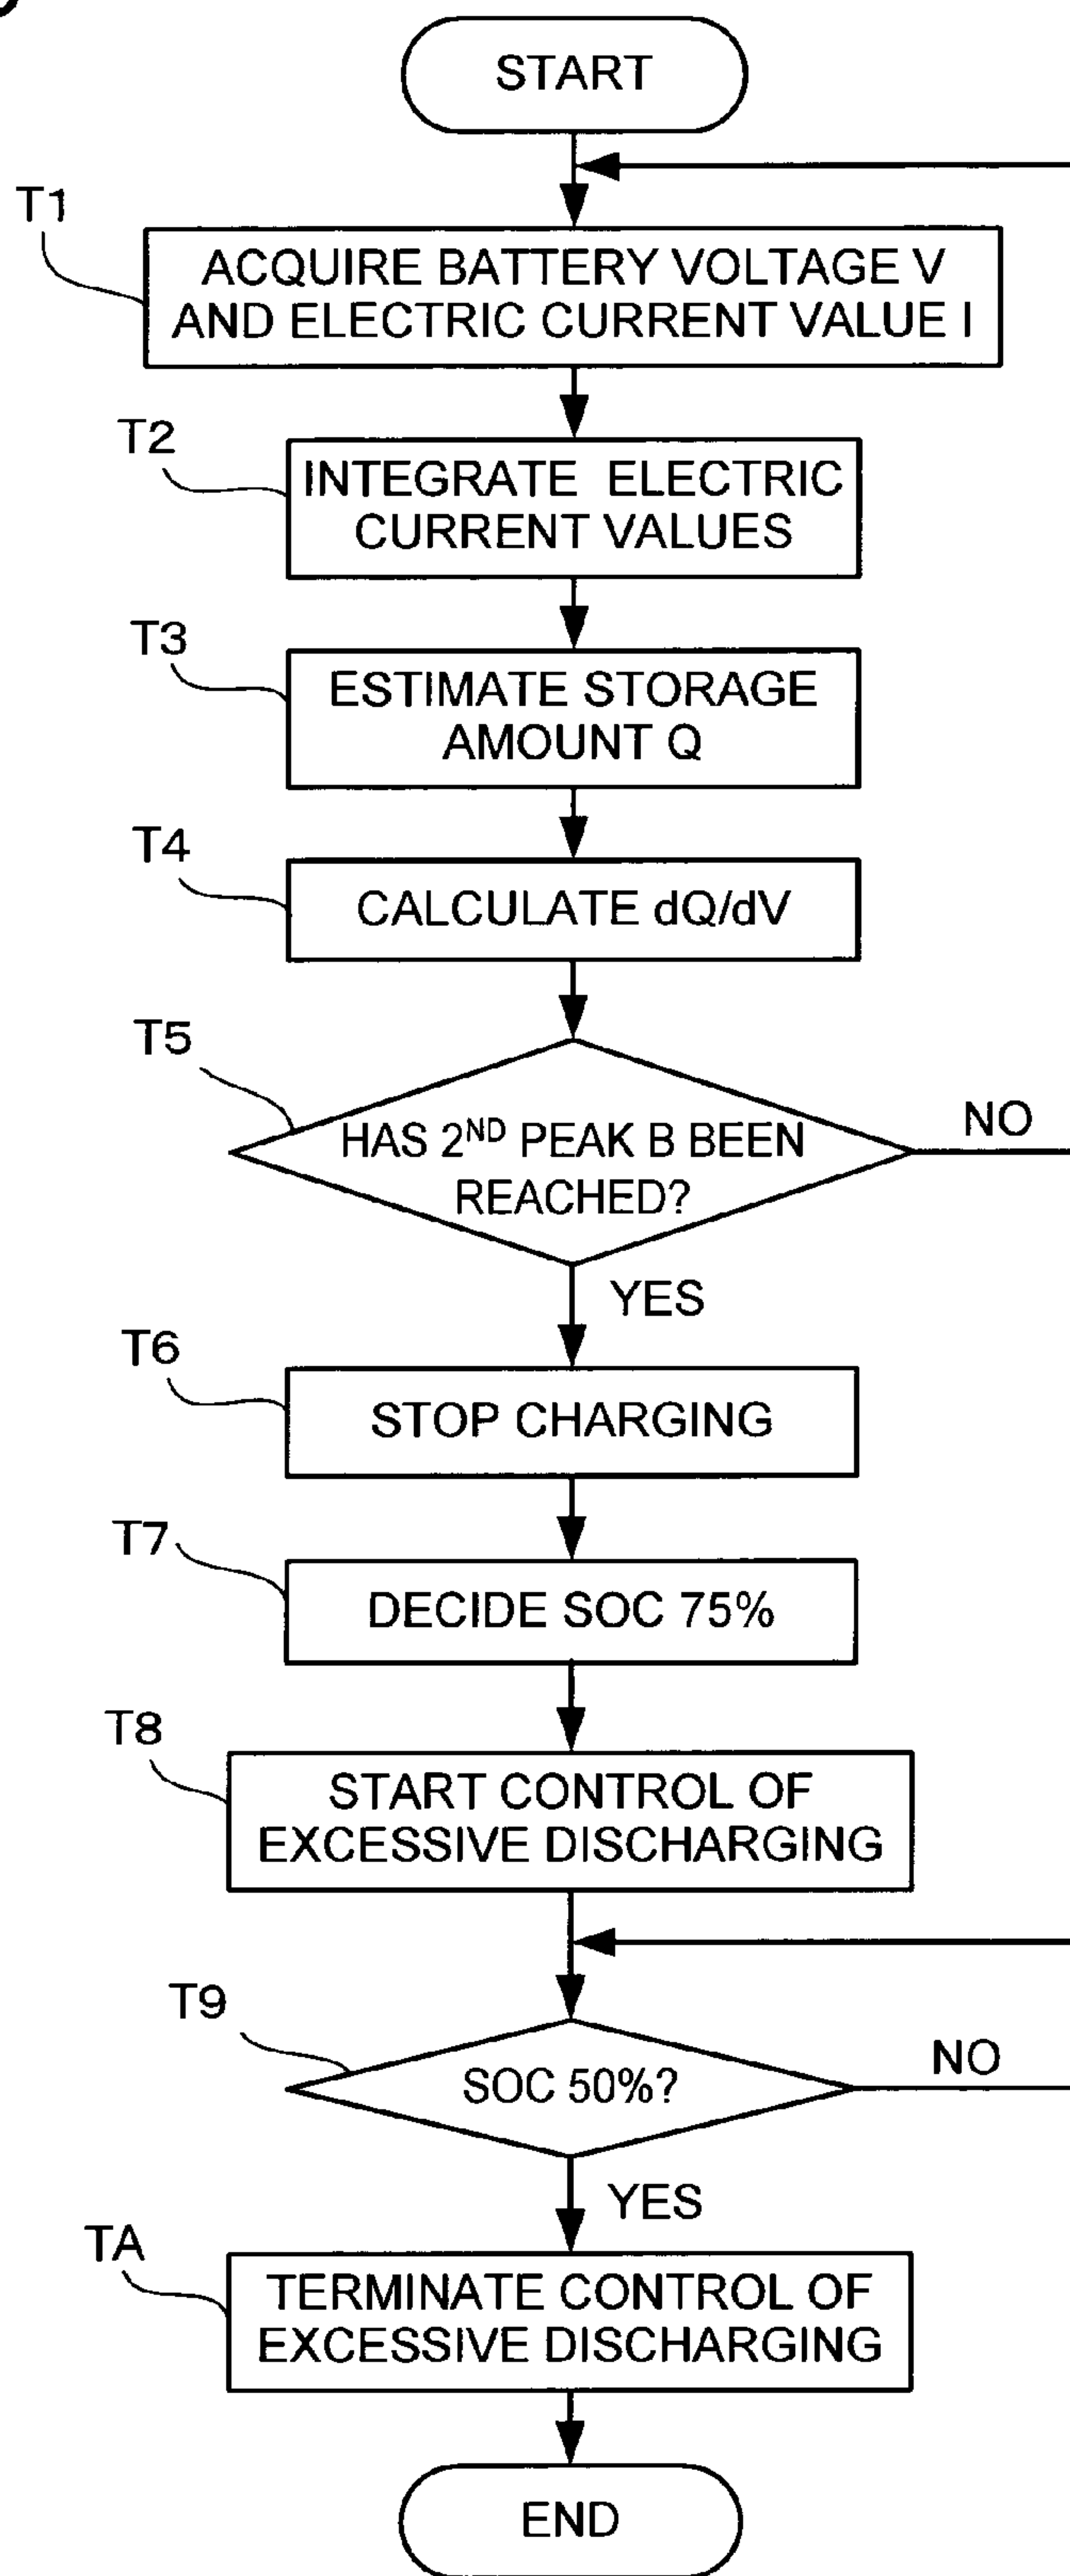 START
T1
ACQUIRE BATTERY VOLTAGE V
AND ELECTRIC CURRENT VALUE I
T2
INTEGRATE ELECTRIC
CURRENT VALUES
T3
ESTIMATE STORAGE
AMOUNT Q
T4
CALCULATE dQ/dV
T5
HAS 2ND PEAK B BEEN
REACHED?
NO
YES
T6
STOP CHARGING
T7
DECIDE SOC 75%
T8
START CONTROL OF
EXCESSIVE DISCHARGING
T9
SOC 50%?
NO
YES
TA
TERMINATE CONTROL OF
EXCESSIVE DISCHARGING
END